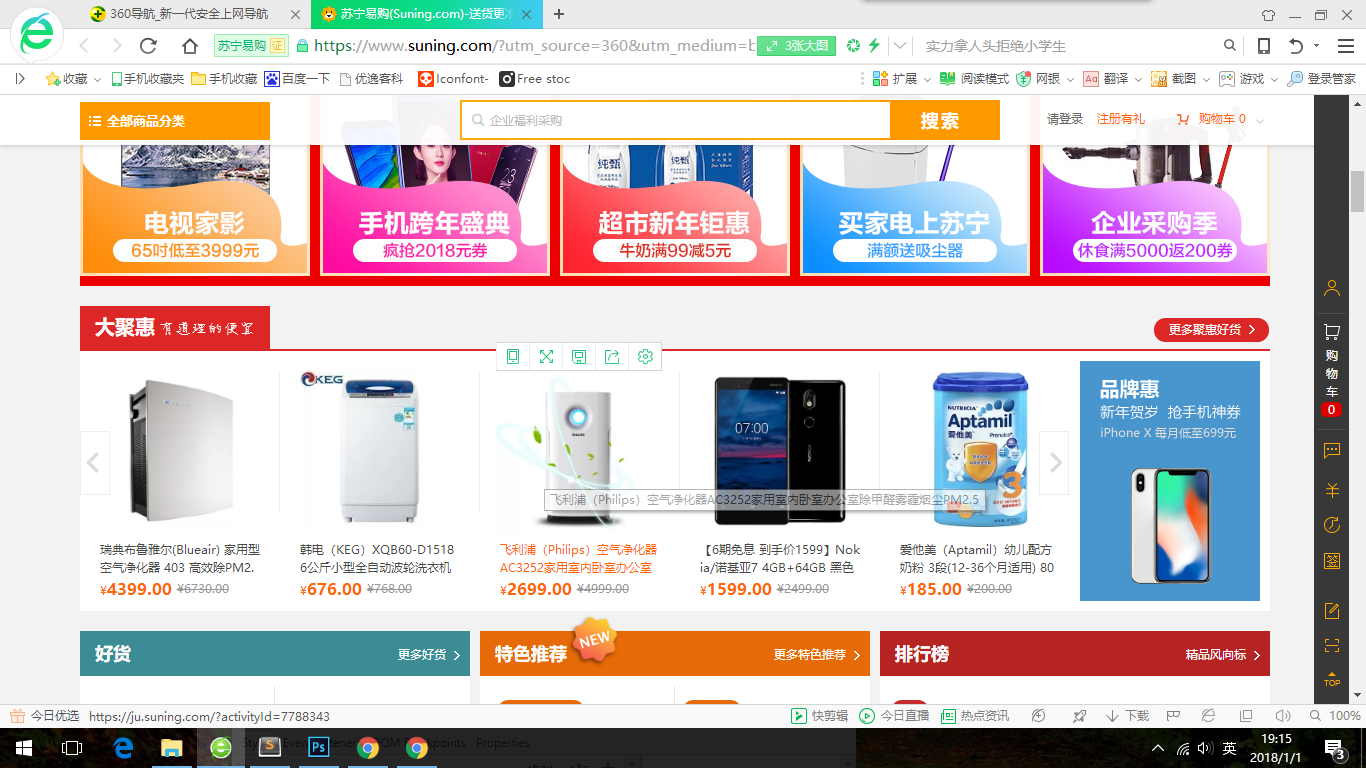 360导航_新一代安全上网导航
苏宁易购(Suning.com)-送货更
苏宁易购 证
https://www.suning.com/?utm_source=360&utm_medium=b
3张大图
实力拿人头拒绝小学生
收藏
手机收藏夹
手机收藏
百度一下
优逸客科
Iconfont-
Free stoc
扩展
阅读模式
网银
翻译
截图
游戏
登录管家
全部商品分类
企业福利采购
搜索
请登录
注册有礼
购物车 0
纯甄
纯甄
电视家影
65吋低至3999元
手机跨年盛典
疯抢2018元券
超市新年钜惠
牛奶满99减5元
买家电上苏宁
满额送吸尘器
企业采购季
休食满5000返200券
大聚惠 有道理的便宜
更多聚惠好货
瑞典布鲁雅尔(Blueair) 家用型
空气净化器 403 高效除PM2.
¥4399.00 ¥6730.00
KEG
韩电（KEG）XQB60-D1518
6公斤小型全自动波轮洗衣机
¥676.00 ¥768.00
飞利浦（Philips）空气净化器AC3252家用室内卧室办公室除甲醛雾霾烟尘PM2.5
飞利浦（Philips）空气净化器
AC3252家用室内卧室办公室
¥2699.00 ¥4999.00
07:00
NOKIA
【6期免息 到手价1599】Nok
ia/诺基亚7 4GB+64GB 黑色
¥1599.00 ¥2499.00
NUTRICIA
Aptamil
爱他美
Pronutra
3
爱他美（Aptamil）幼儿配方
奶粉 3段(12-36个月适用) 80
¥185.00 ¥200.00
品牌惠
新年贺岁 抢手机神券
iPhone X 每月低至699元
购
物
车
0
签
TOP
好货
更多好货
特色推荐
NEW
更多特色推荐
排行榜
精品风向标
今日优选
https://ju.suning.com/?activityId=7788343
快剪辑
今日直播
热点资讯
下载
100%
Properties
英
19:15
2018/1/1
3